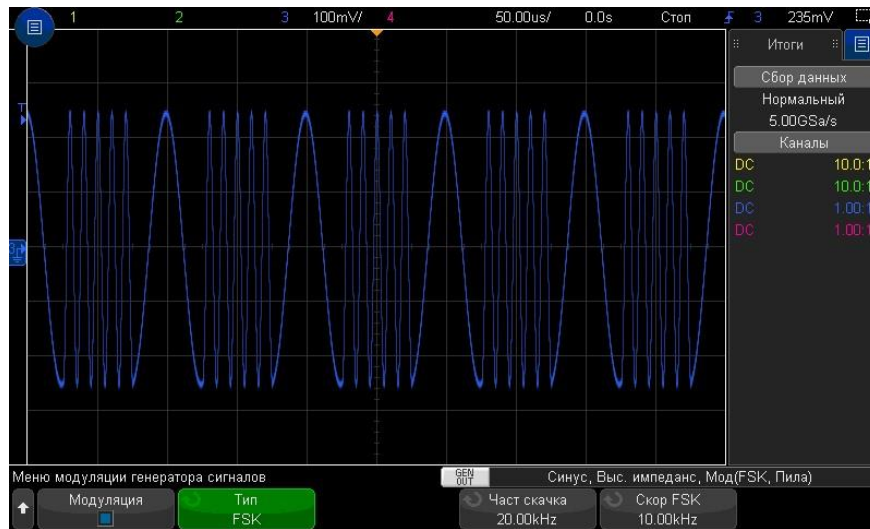 1 2 3 100mV/ 4 50.00us/ 0.0s Стоп 3 235mV
T
Итоги
Сбор данных
Нормальный
5.00GSa/s
Каналы
DC 10.0:1
DC 10.0:1
DC 1.00:1
DC 1.00:1
3
Меню модуляции генератора сигналов
GEN OUT
Синус, Выс. импеданс, Мод(FSK, Пила)
Модуляция
Тип
FSK
Част скачка
20.00kHz
Скор FSK
10.00kHz